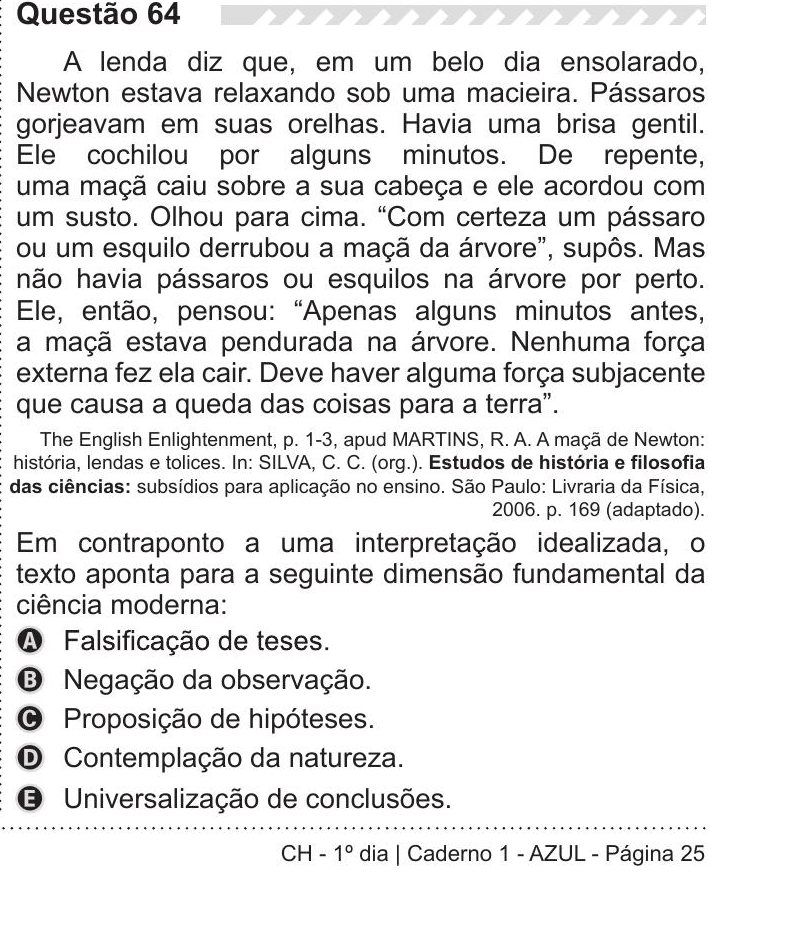 Questão 64
A lenda diz que, em um belo dia ensolarado,
Newton estava relaxando sob uma macieira. Pássaros
gorjeavam em suas orelhas. Havia uma brisa gentil.
Ele cochilou por alguns minutos. De repente,
uma maçã caiu sobre a sua cabeça e ele acordou com
um susto. Olhou para cima. “Com certeza um pássaro
ou um esquilo derrubou a maçã da árvore”, supôs. Mas
não havia pássaros ou esquilos na árvore por perto.
Ele, então, pensou: “Apenas alguns minutos antes,
a maçã estava pendurada na árvore. Nenhuma força
externa fez ela cair. Deve haver alguma força subjacente
que causa a queda das coisas para a terra”.
The English Enlightenment, p. 1-3, apud MARTINS, R. A. A maçã de Newton:
história, lendas e tolices. In: SILVA, C. C. (org.). Estudos de história e filosofia
das ciências: subsídios para aplicação no ensino. São Paulo: Livraria da Física,
2006. p. 169 (adaptado).
Em contraponto a uma interpretação idealizada, o
texto aponta para a seguinte dimensão fundamental da
ciência moderna:
A Falsificação de teses.
B Negação da observação.
C Proposição de hipóteses.
D Contemplação da natureza.
E Universalização de conclusões.
CH - 1º dia | Caderno 1 - AZUL - Página 25